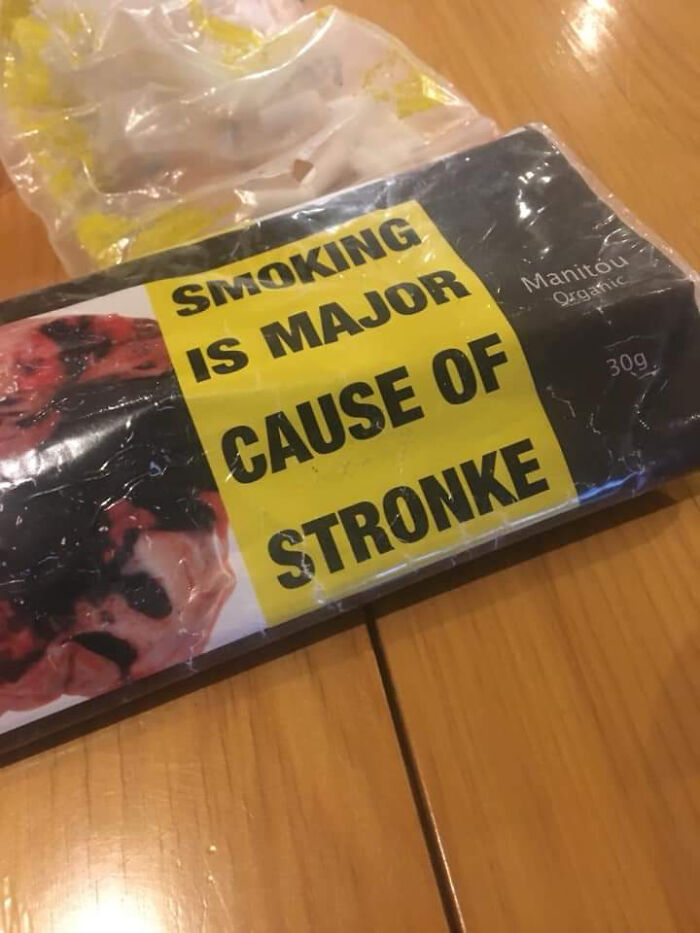 SMOKING
IS MAJOR
CAUSE OF
STRONKE
Manitou
Organic
30g